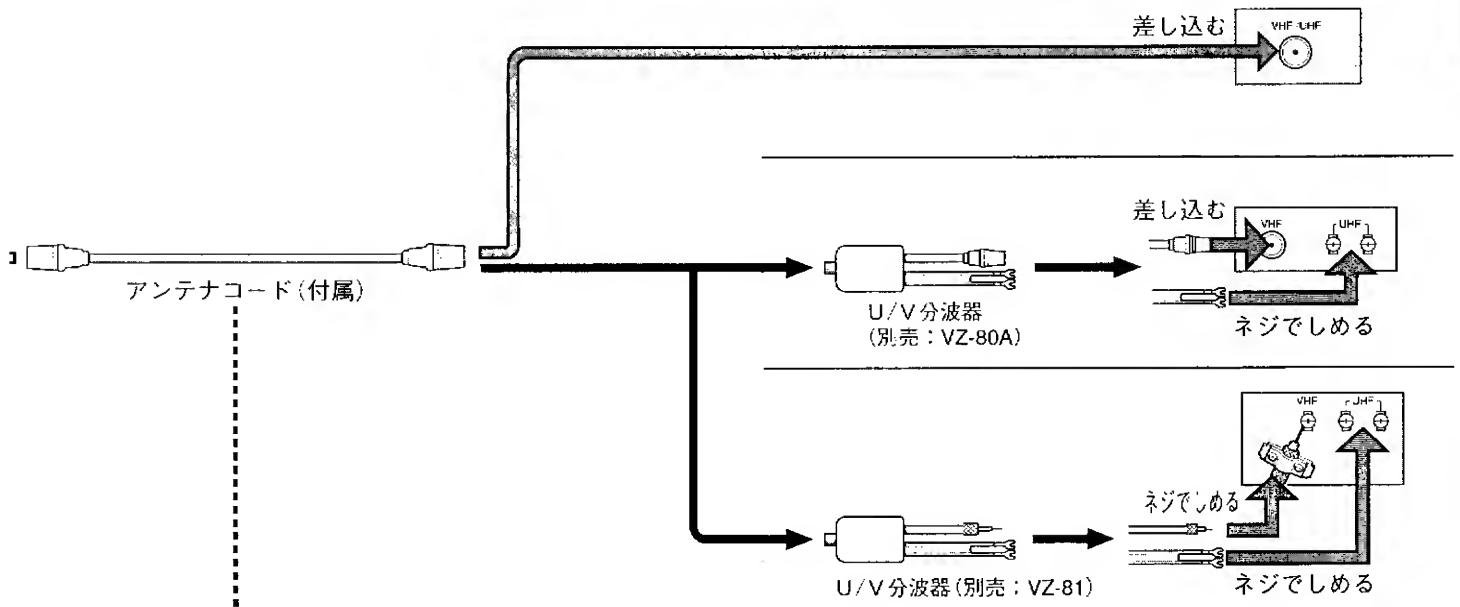 差し込む
VHF/UHF
アンテナコード(付属)
差し込む
VHF
UHF
U/V分波器
(別売：VZ-80A)
ネジでしめる
VHF
UHF
ネジでしめる
U/V分波器(別売：VZ-81)
ネジでしめる